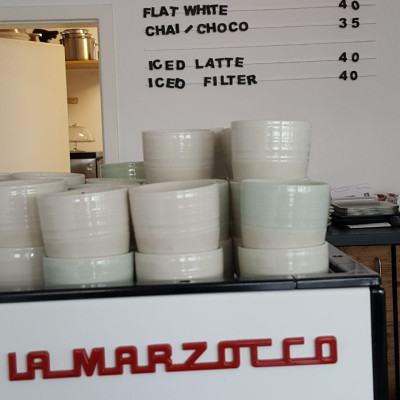 FLAT WHITE 40
CHAI / CHOCO 35
ICED LATTE 40
ICED FILTER 40
LA MARZOCCO